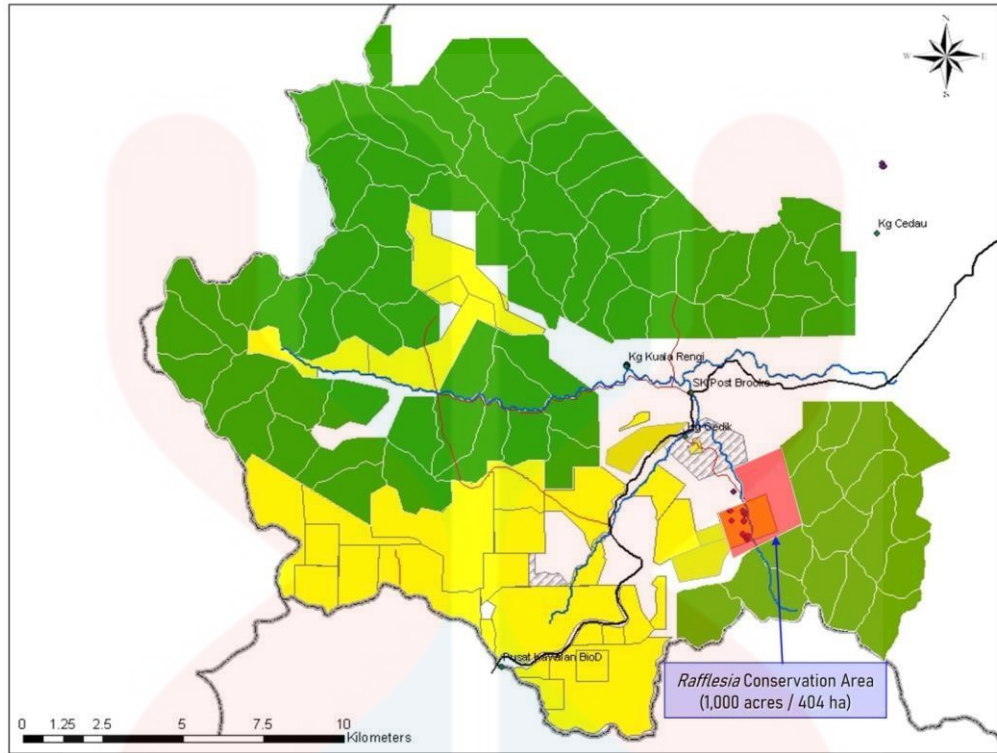 N
W E
S
Kg Cedau
Kg Kuala Rengi
SK Post Brooke
Kg Gedik
Pusat Kawalan BioD
Rafflesia Conservation Area
(1,000 acres / 404 ha)
0 1.25 2.5 5 7.5 10
Kilometers